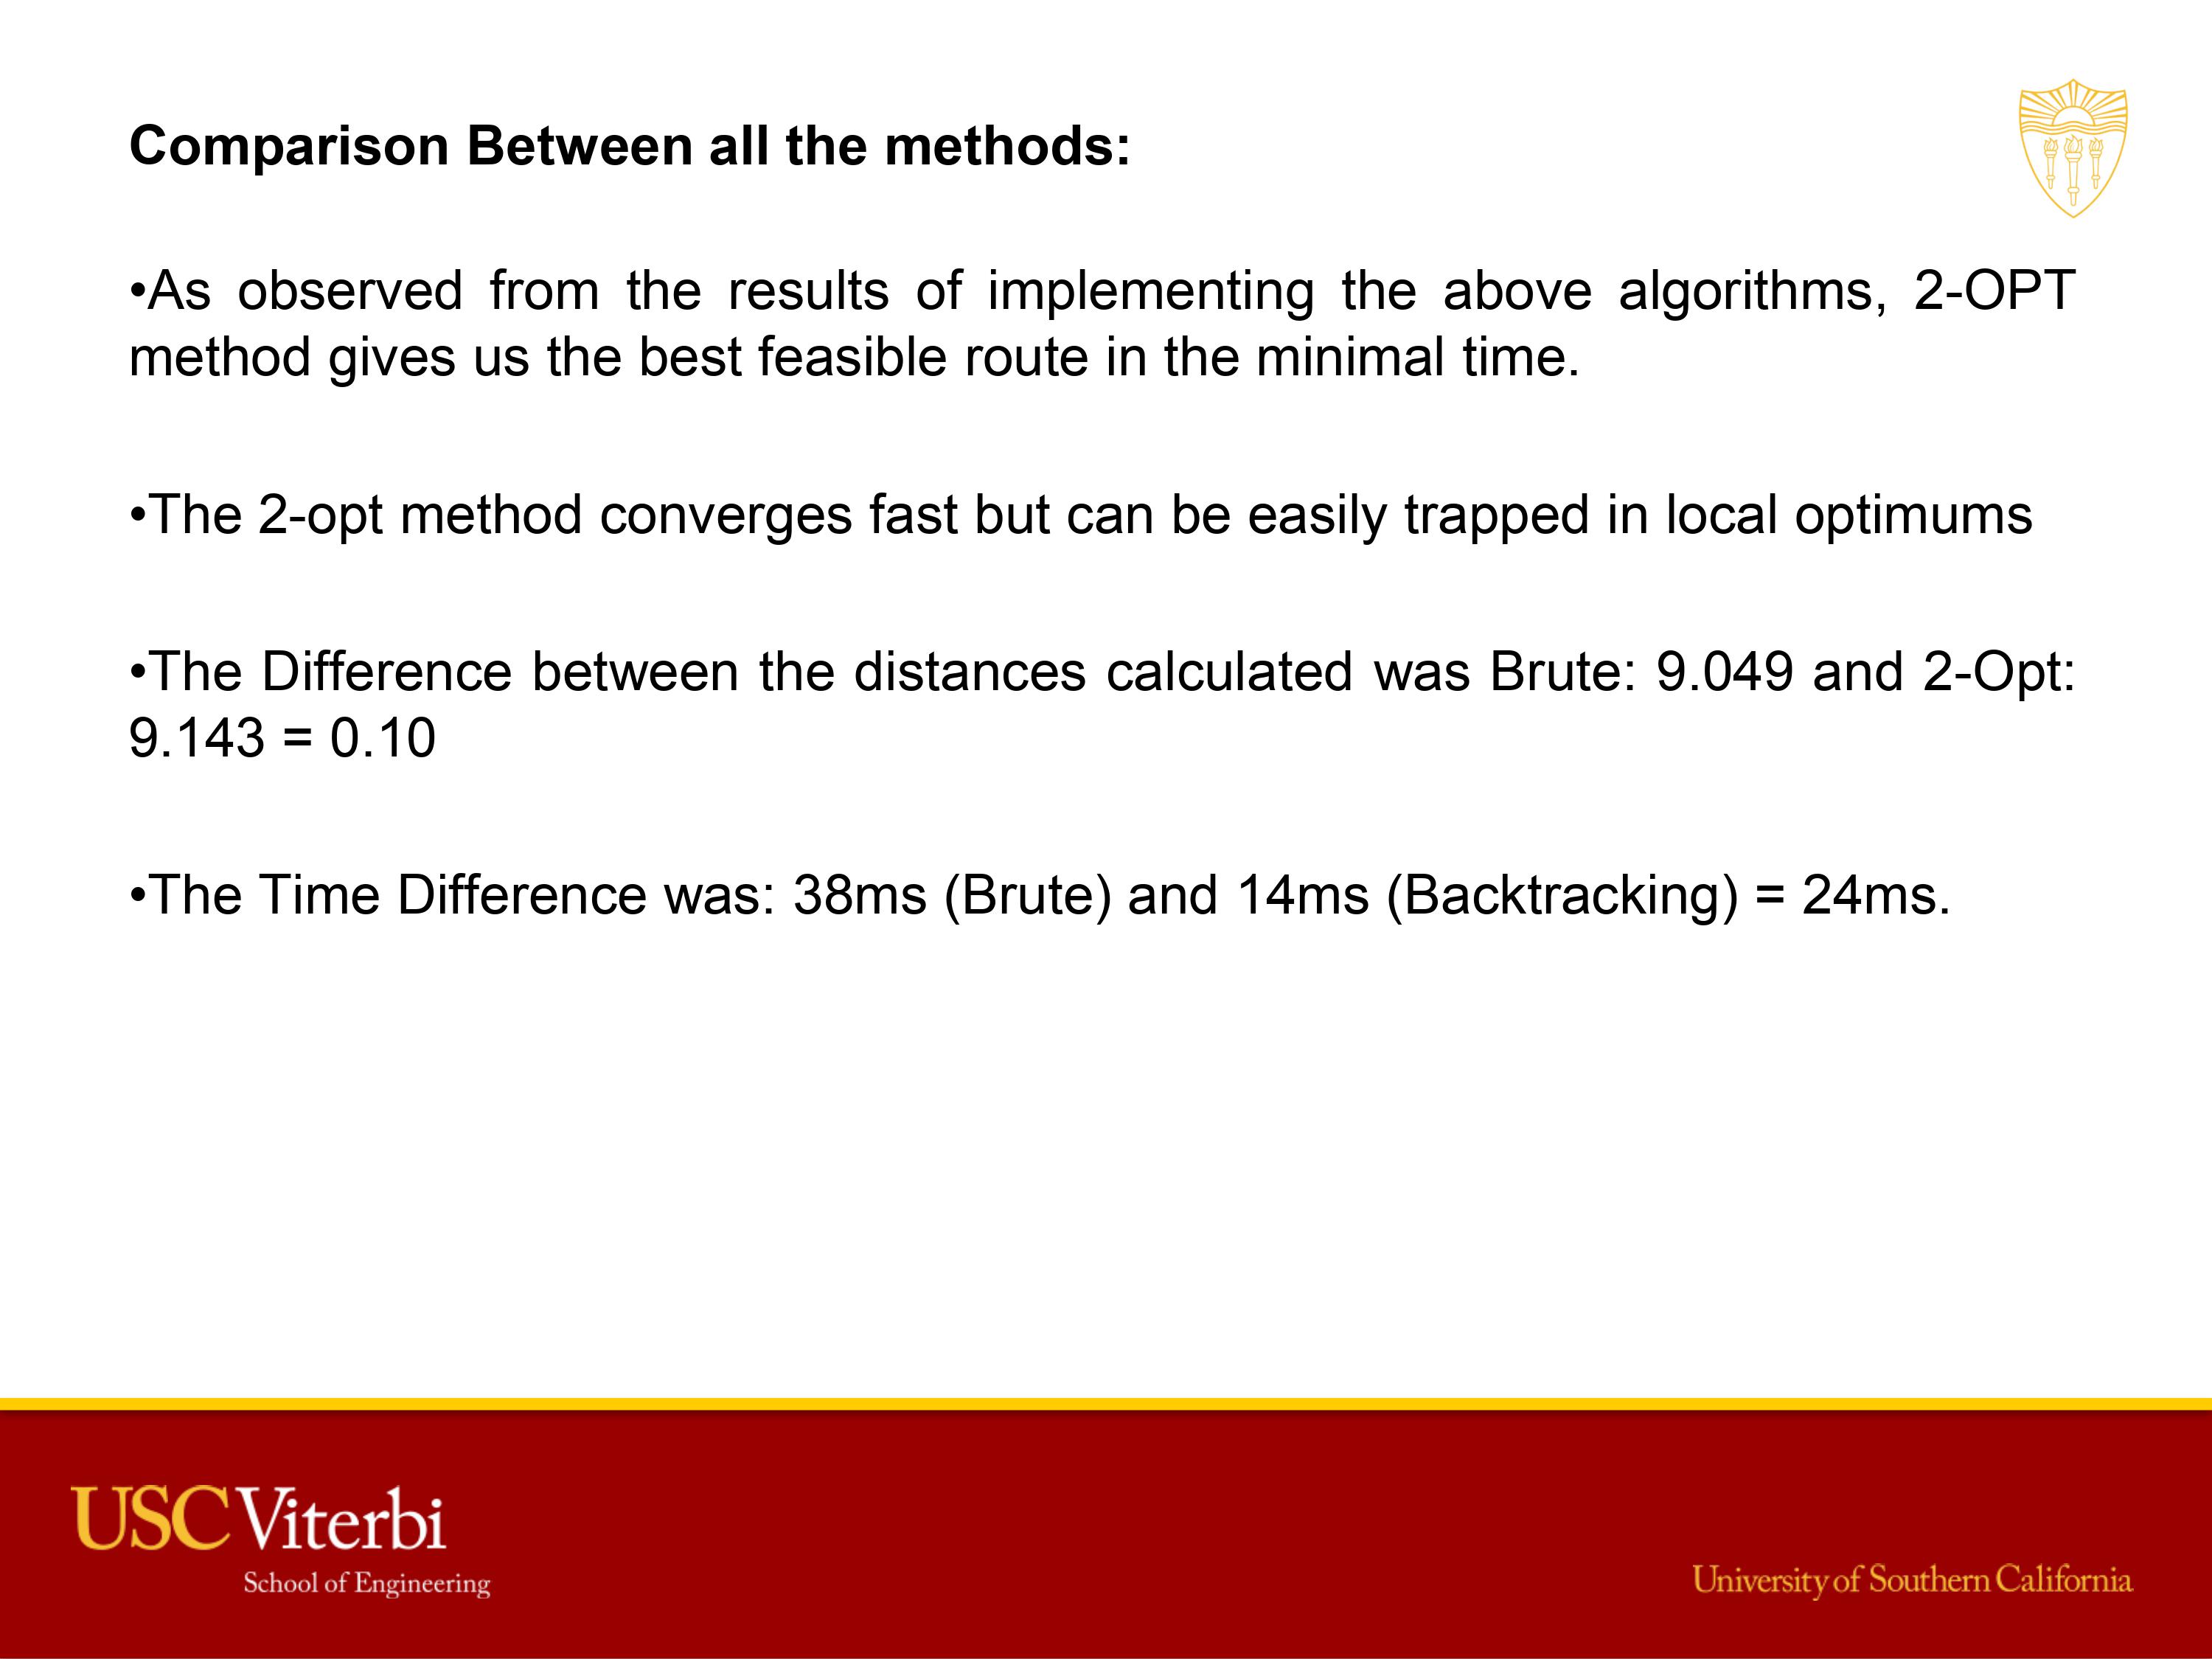 Comparison Between all the methods:
•As observed from the results of implementing the above algorithms, 2-OPT
method gives us the best feasible route in the minimal time.
•The 2-opt method converges fast but can be easily trapped in local optimums
•The Difference between the distances calculated was Brute: 9.049 and 2-Opt:
9.143 = 0.10
•The Time Difference was: 38ms (Brute) and 14ms (Backtracking) = 24ms.
USC Viterbi
School of Engineering
University of Southern California